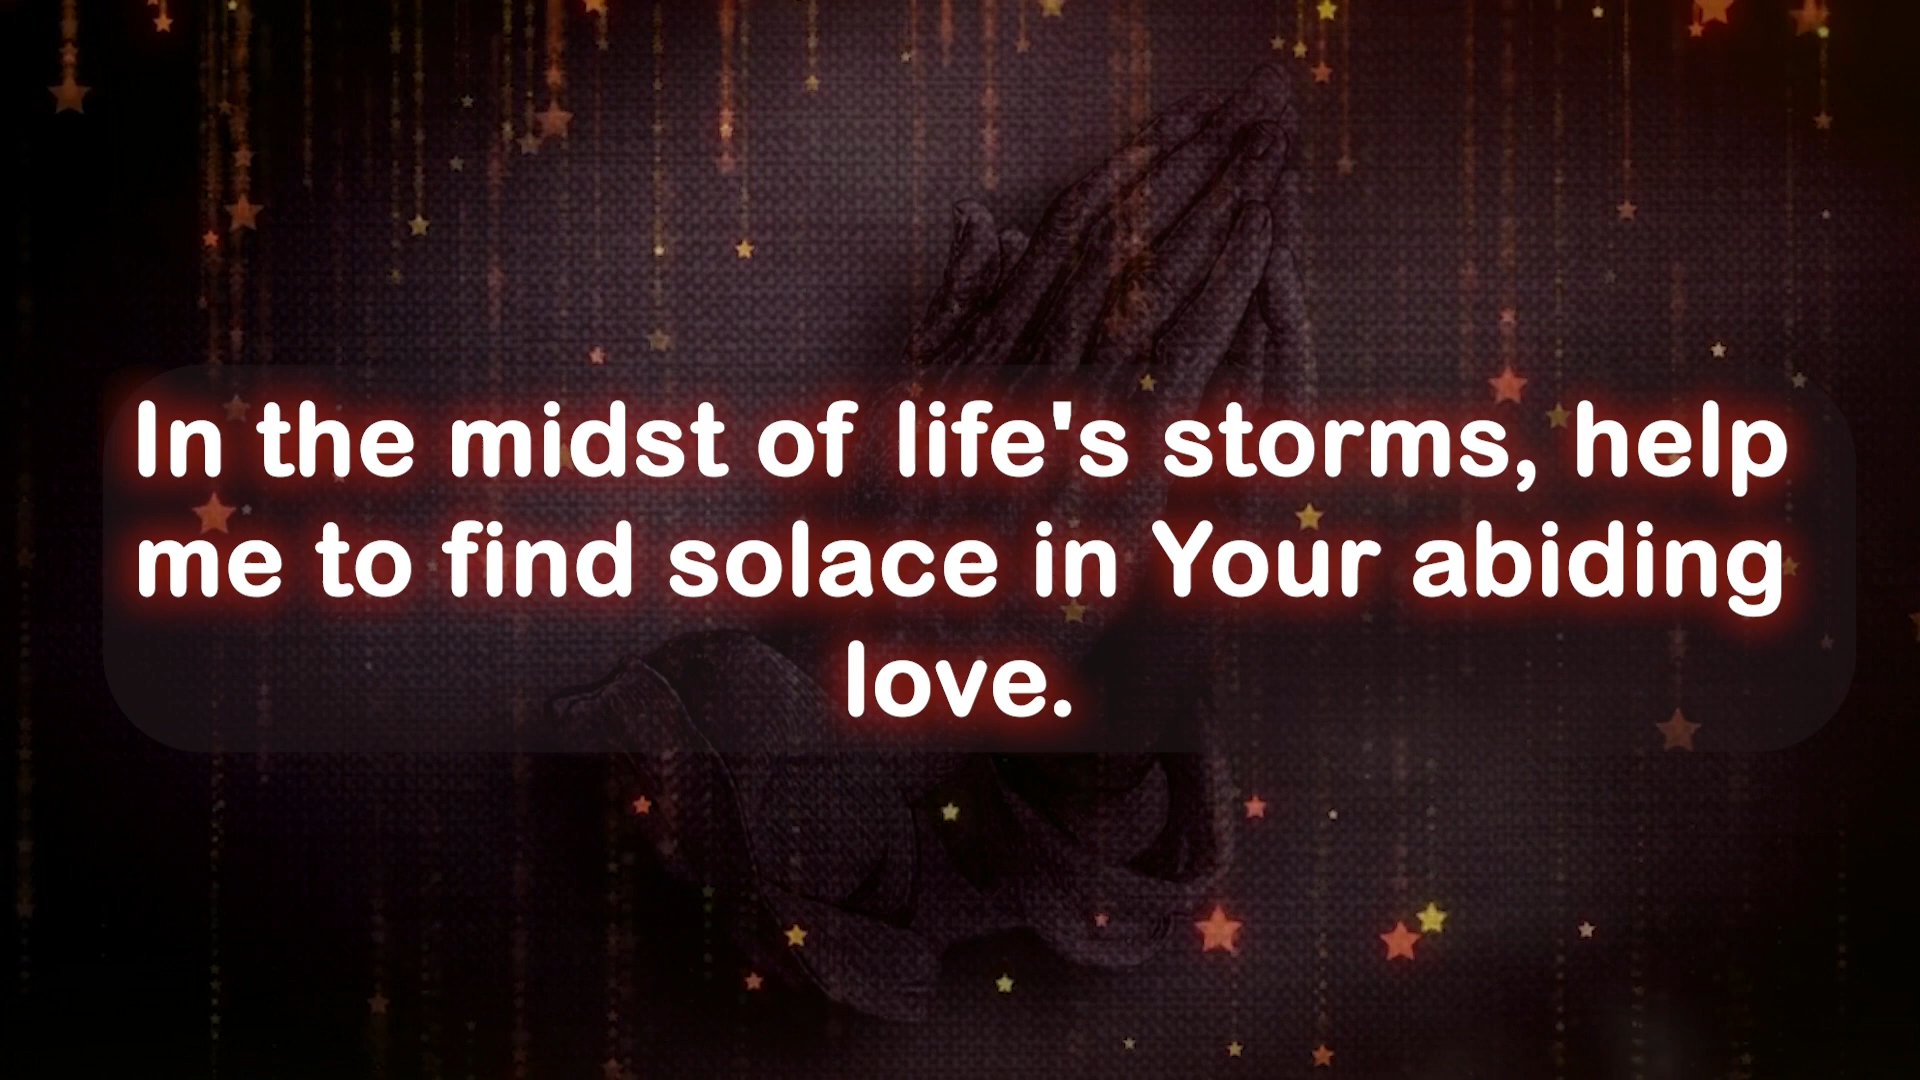 In the midst of life's storms, help
me to find solace in Your abiding
love.